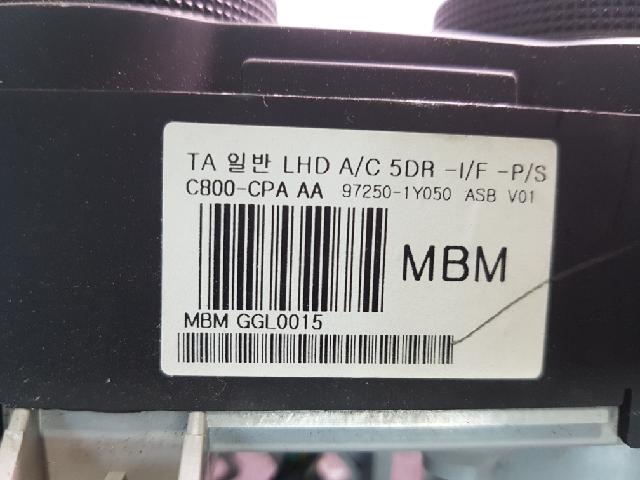 TA 일반 LHD A/C 5DR -I/F -P/S
C800-CPA AA 97250-1Y050 ASB V01
MBM
MBM GGL0015